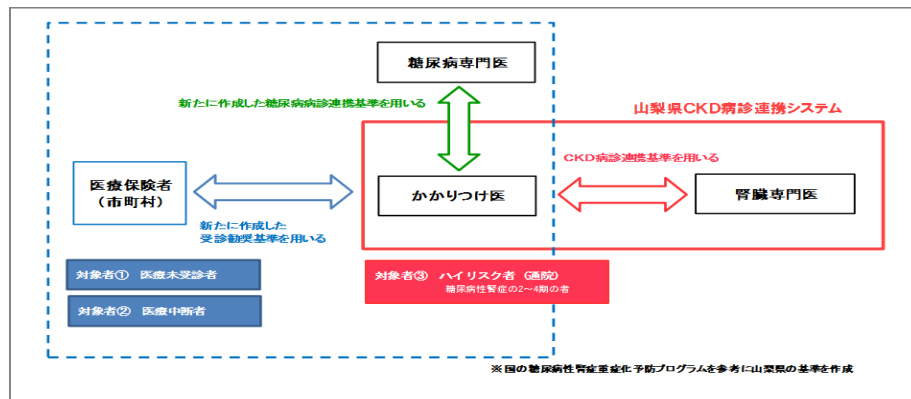 糖尿病専門医
新たに作成した糖尿病病診連携基準を用いる
山梨県CKD病診連携システム
CKD病診連携基準を用いる
医療保険者
(市町村)
かかりつけ医
腎臓専門医
新たに作成した
受診勧奨基準を用いる
対象者① 医療未受診者
対象者② 医療中断者
対象者③ ハイリスク者(通院)
糖尿病性腎症の2~4期の者
※国の糖尿病性腎症重症化予防プログラムを参考に山梨県の基準を作成